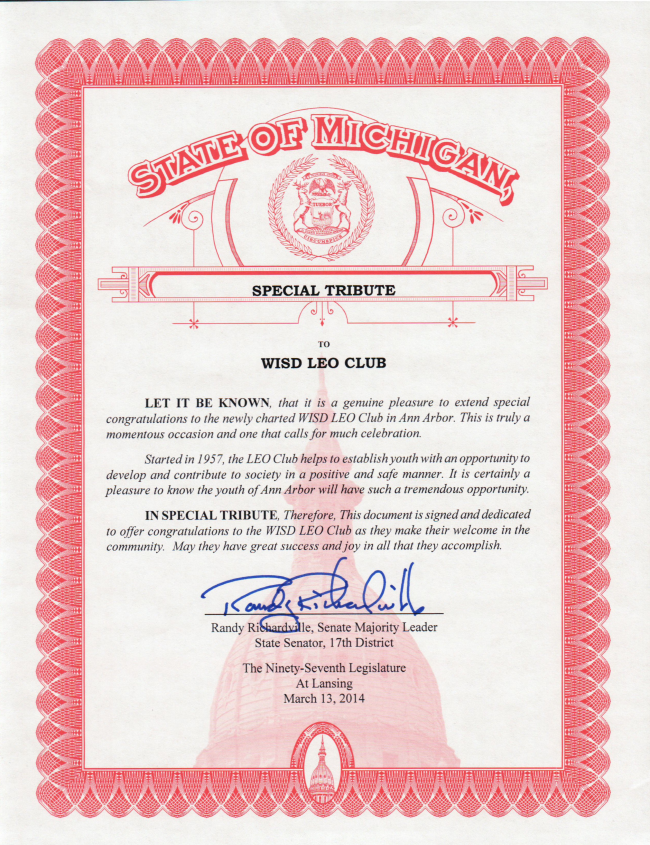 STATE OF MICHIGAN,
SPECIAL TRIBUTE
TO
WISD LEO CLUB
LET IT BE KNOWN, that it is a genuine pleasure to extend special
congratulations to the newly charted WISD LEO Club in Ann Arbor. This is truly a
momentous occasion and one that calls for much celebration.
Started in 1957, the LEO Club helps to establish youth with an opportunity to
develop and contribute to society in a positive and safe manner. It is certainly a
pleasure to know the youth of Ann Arbor will have such a tremendous opportunity.
IN SPECIAL TRIBUTE, Therefore, This document is signed and dedicated
to offer congratulations to the WISD LEO Club as they make their welcome in the
community. May they have great success and joy in all that they accomplish.
Randy Richardville
Randy Richardville, Senate Majority Leader
State Senator, 17th District
The Ninety-Seventh Legislature
At Lansing
March 13, 2014